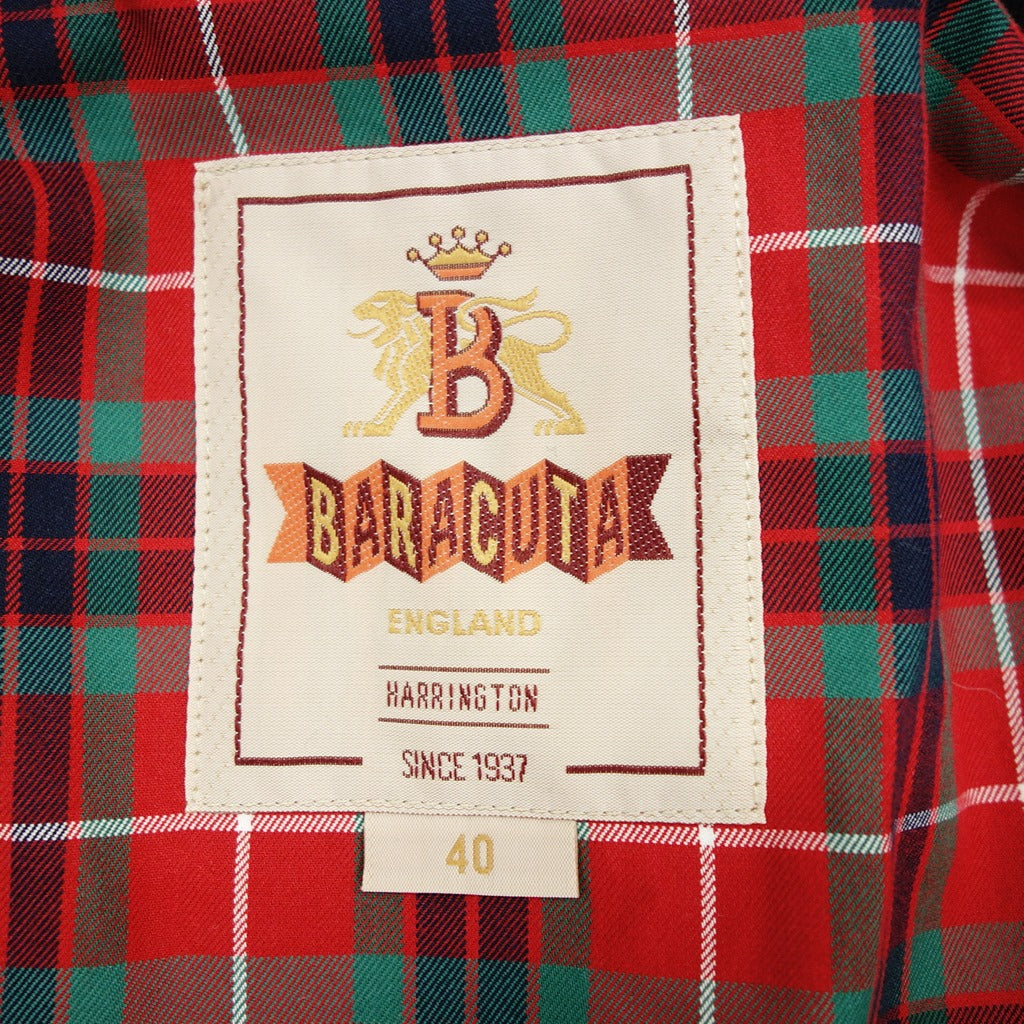 B
BARACUTA
ENGLAND
HARRINGTON
SINCE 1937
40